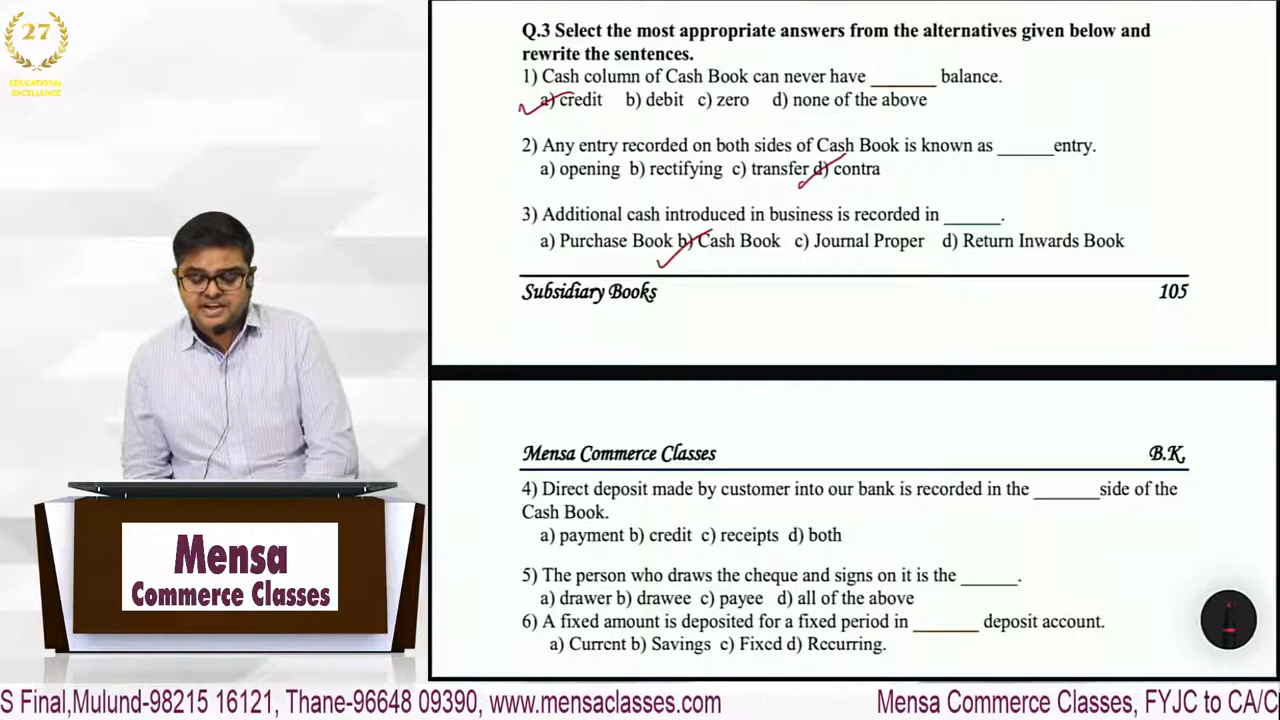 27
EDUCATIONAL
EXCELLENCE
Q.3 Select the most appropriate answers from the alternatives given below and
rewrite the sentences.
1) Cash column of Cash Book can never have _______ balance.
a) credit b) debit c) zero d) none of the above
2) Any entry recorded on both sides of Cash Book is known as ______entry.
a) opening b) rectifying c) transfer d) contra
3) Additional cash introduced in business is recorded in ______.
a) Purchase Book b) Cash Book c) Journal Proper d) Return Inwards Book
Subsidiary Books 105
Mensa Commerce Classes B.K.
4) Direct deposit made by customer into our bank is recorded in the _______side of the
Cash Book.
a) payment b) credit c) receipts d) both
5) The person who draws the cheque and signs on it is the ______.
a) drawer b) drawee c) payee d) all of the above
6) A fixed amount is deposited for a fixed period in _______ deposit account.
a) Current b) Savings c) Fixed d) Recurring.
Mensa
Commerce Classes
S Final,Mulund-98215 16121, Thane-96648 09390, www.mensaclasses.com Mensa Commerce Classes, FYJC to CA/C